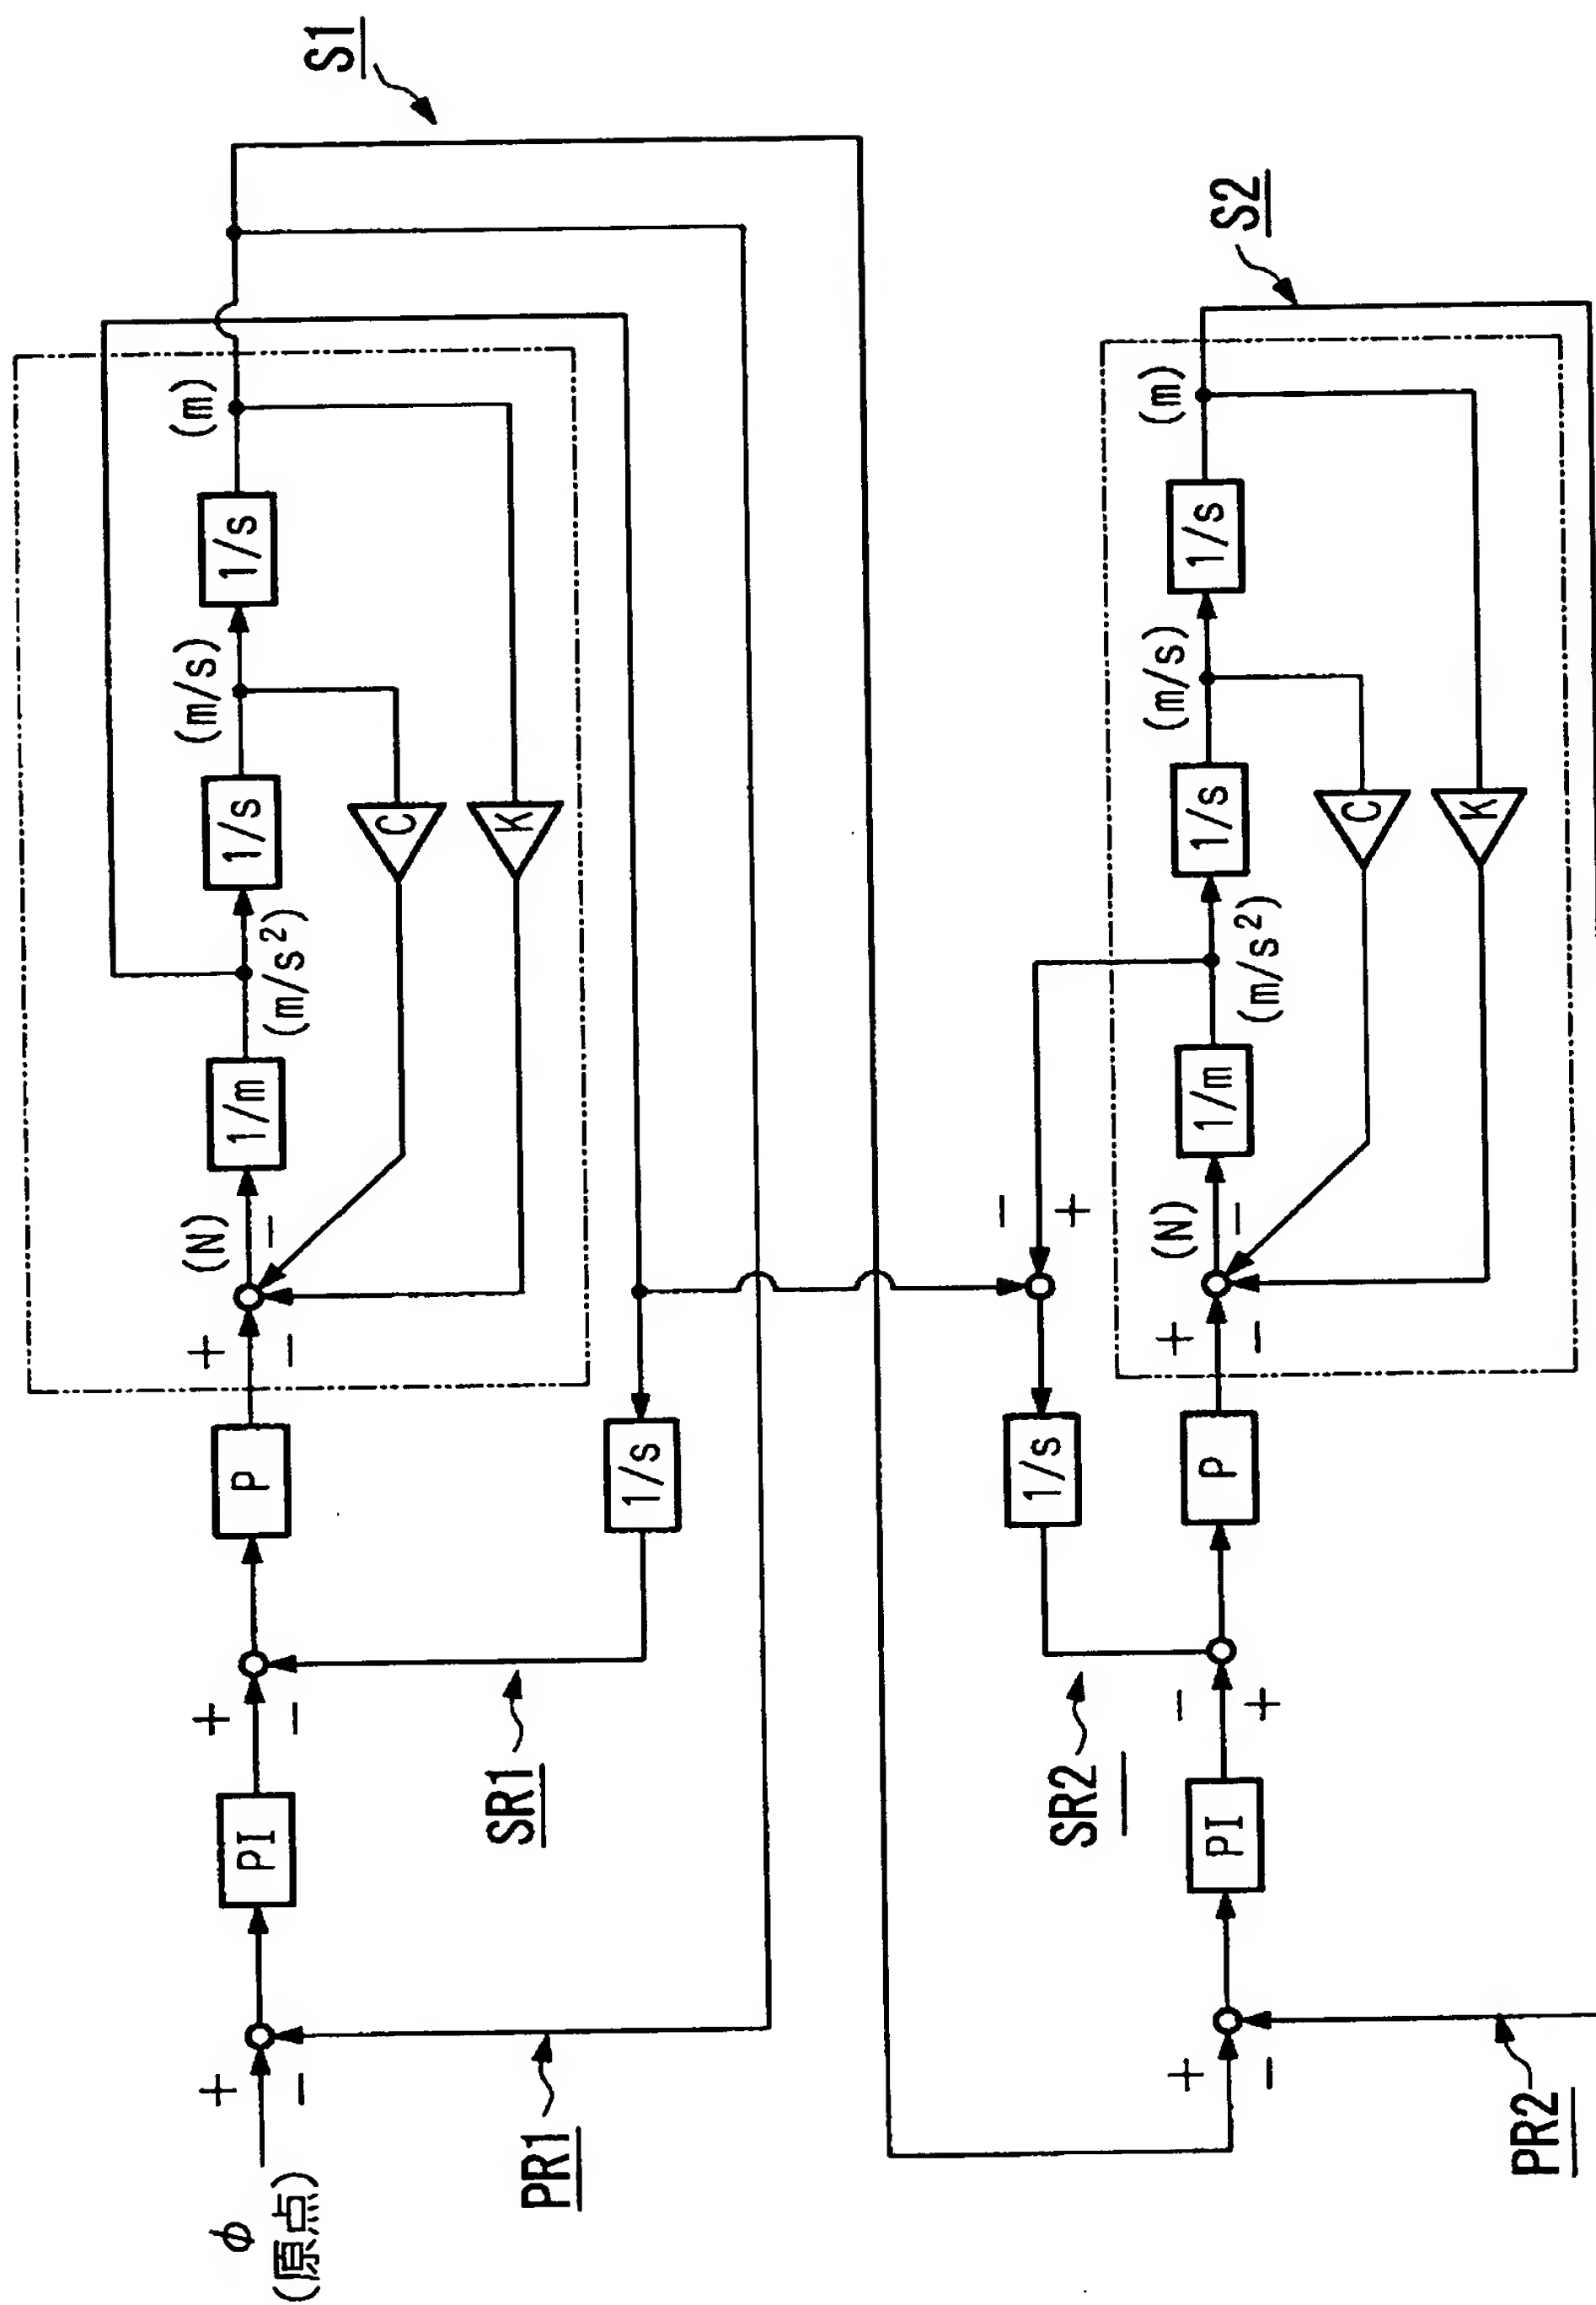 S1
(N)
(m/s²)
(m/s)
(m)
φ
(原点)
+
−
PI
+
−
P
+
−
−
1/m
1/s
1/s
C
K
PR1
SR1
1/s
S2
−
+
1/s
SR2
(N)
(m/s²)
(m/s)
(m)
+
−
PI
−
+
P
+
−
−
1/m
1/s
1/s
C
K
PR2